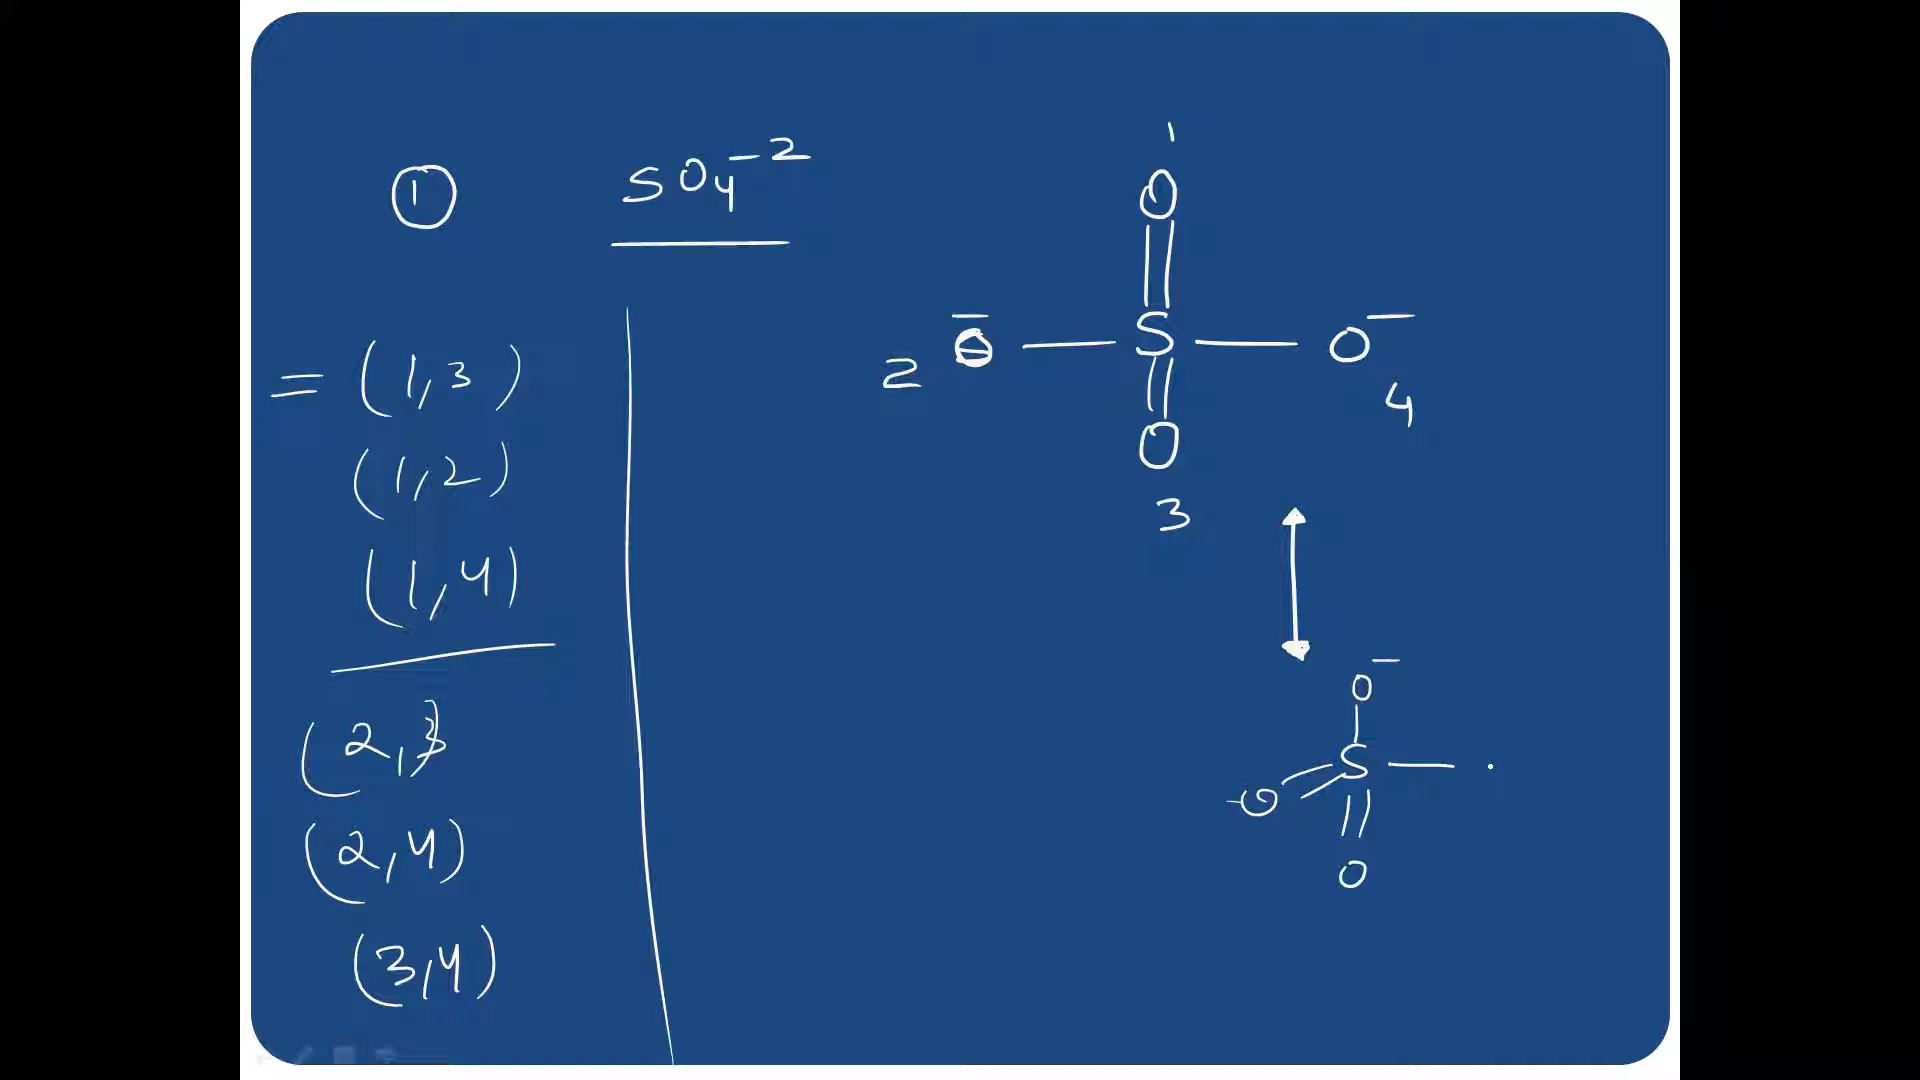 ① SO₄⁻²
= (1,3)
(1,2)
(1,4)
(2,3)
(2,4)
(3,4)
1
O
2 O⁻ — S — O⁻ 4
O
3
O⁻
S —
O
O